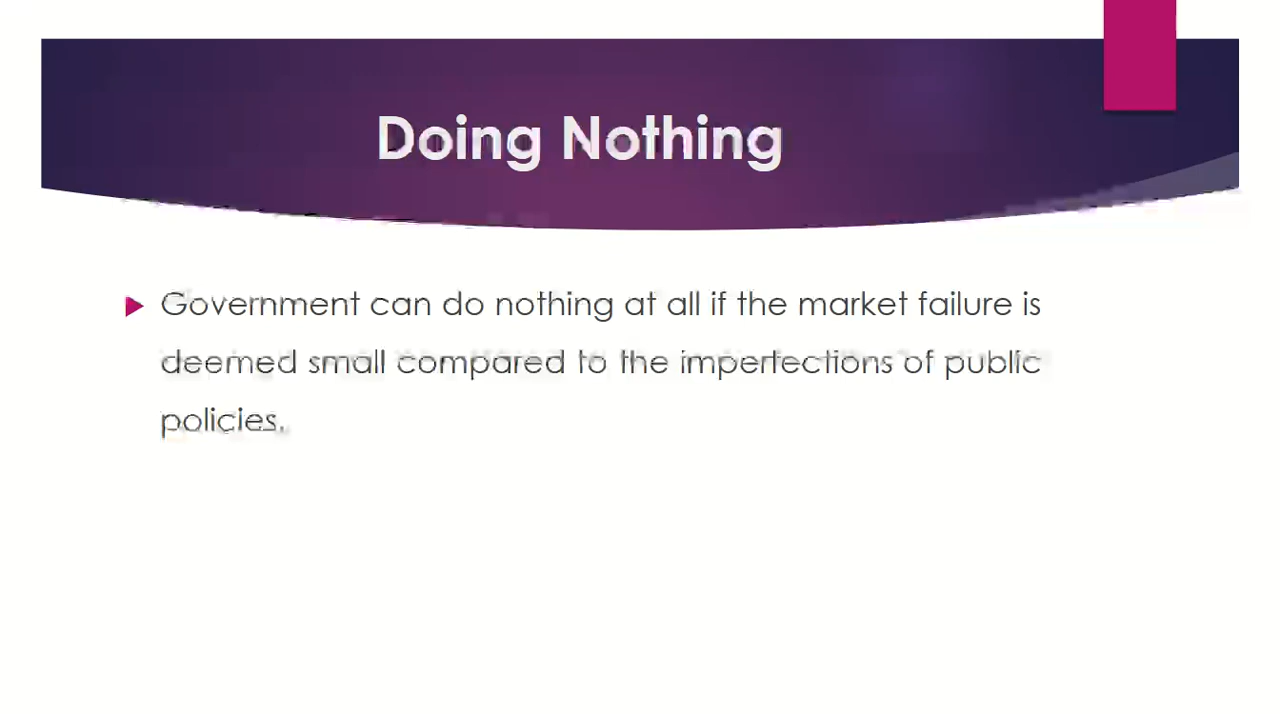 Doing Nothing
Government can do nothing at all if the market failure is
deemed small compared to the imperfections of public
policies.